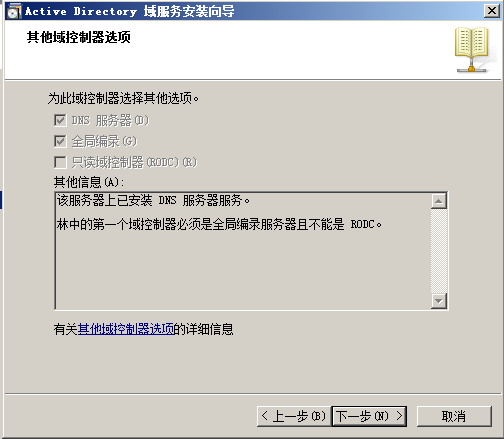 Active Directory 域服务安装向导
其他域控制器选项
为此域控制器选择其他选项。
DNS 服务器(D)
全局编录(G)
只读域控制器(RODC)(R)
其他信息(A):
该服务器上已安装 DNS 服务器服务。
林中的第一个域控制器必须是全局编录服务器且不能是 RODC。
有关其他域控制器选项的详细信息
< 上一步(B) 下一步(N) > 取消